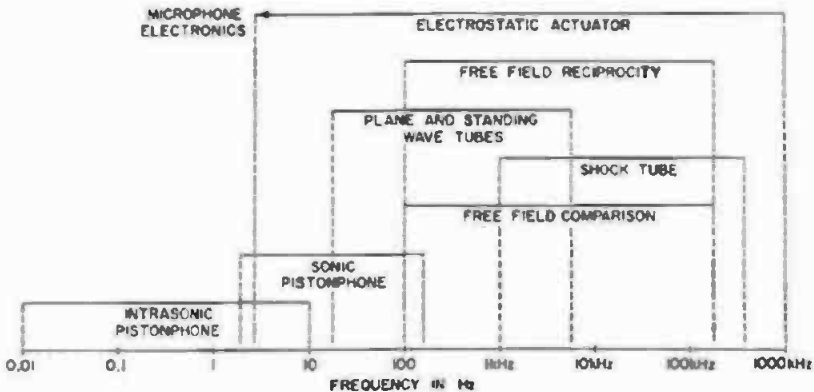 MICROPHONE
ELECTRONICS
ELECTROSTATIC ACTUATOR
FREE FIELD RECIPROCITY
PLANE AND STANDING
WAVE TUBES
SHOCK TUBE
FREE FIELD COMPARISON
SONIC
PISTONPHONE
INTRASONIC
PISTONPHONE
0.01 0.1 1 10 100 1kHz 10kHz 100kHz 1000kHz
FREQUENCY IN Hz